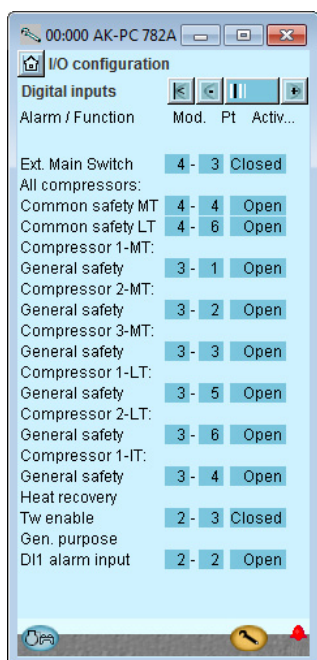 00:000 AK-PC 782A
I/O configuration
Digital inputs
Alarm / Function Mod. Pt Activ...
Ext. Main Switch 4 - 3 Closed
All compressors:
Common safety MT 4 - 4 Open
Common safety LT 4 - 6 Open
Compressor 1-MT:
General safety 3 - 1 Open
Compressor 2-MT:
General safety 3 - 2 Open
Compressor 3-MT:
General safety 3 - 3 Open
Compressor 1-LT:
General safety 3 - 5 Open
Compressor 2-LT:
General safety 3 - 6 Open
Compressor 1-IT:
General safety 3 - 4 Open
Heat recovery
Tw enable 2 - 3 Closed
Gen. purpose
DI1 alarm input 2 - 2 Open